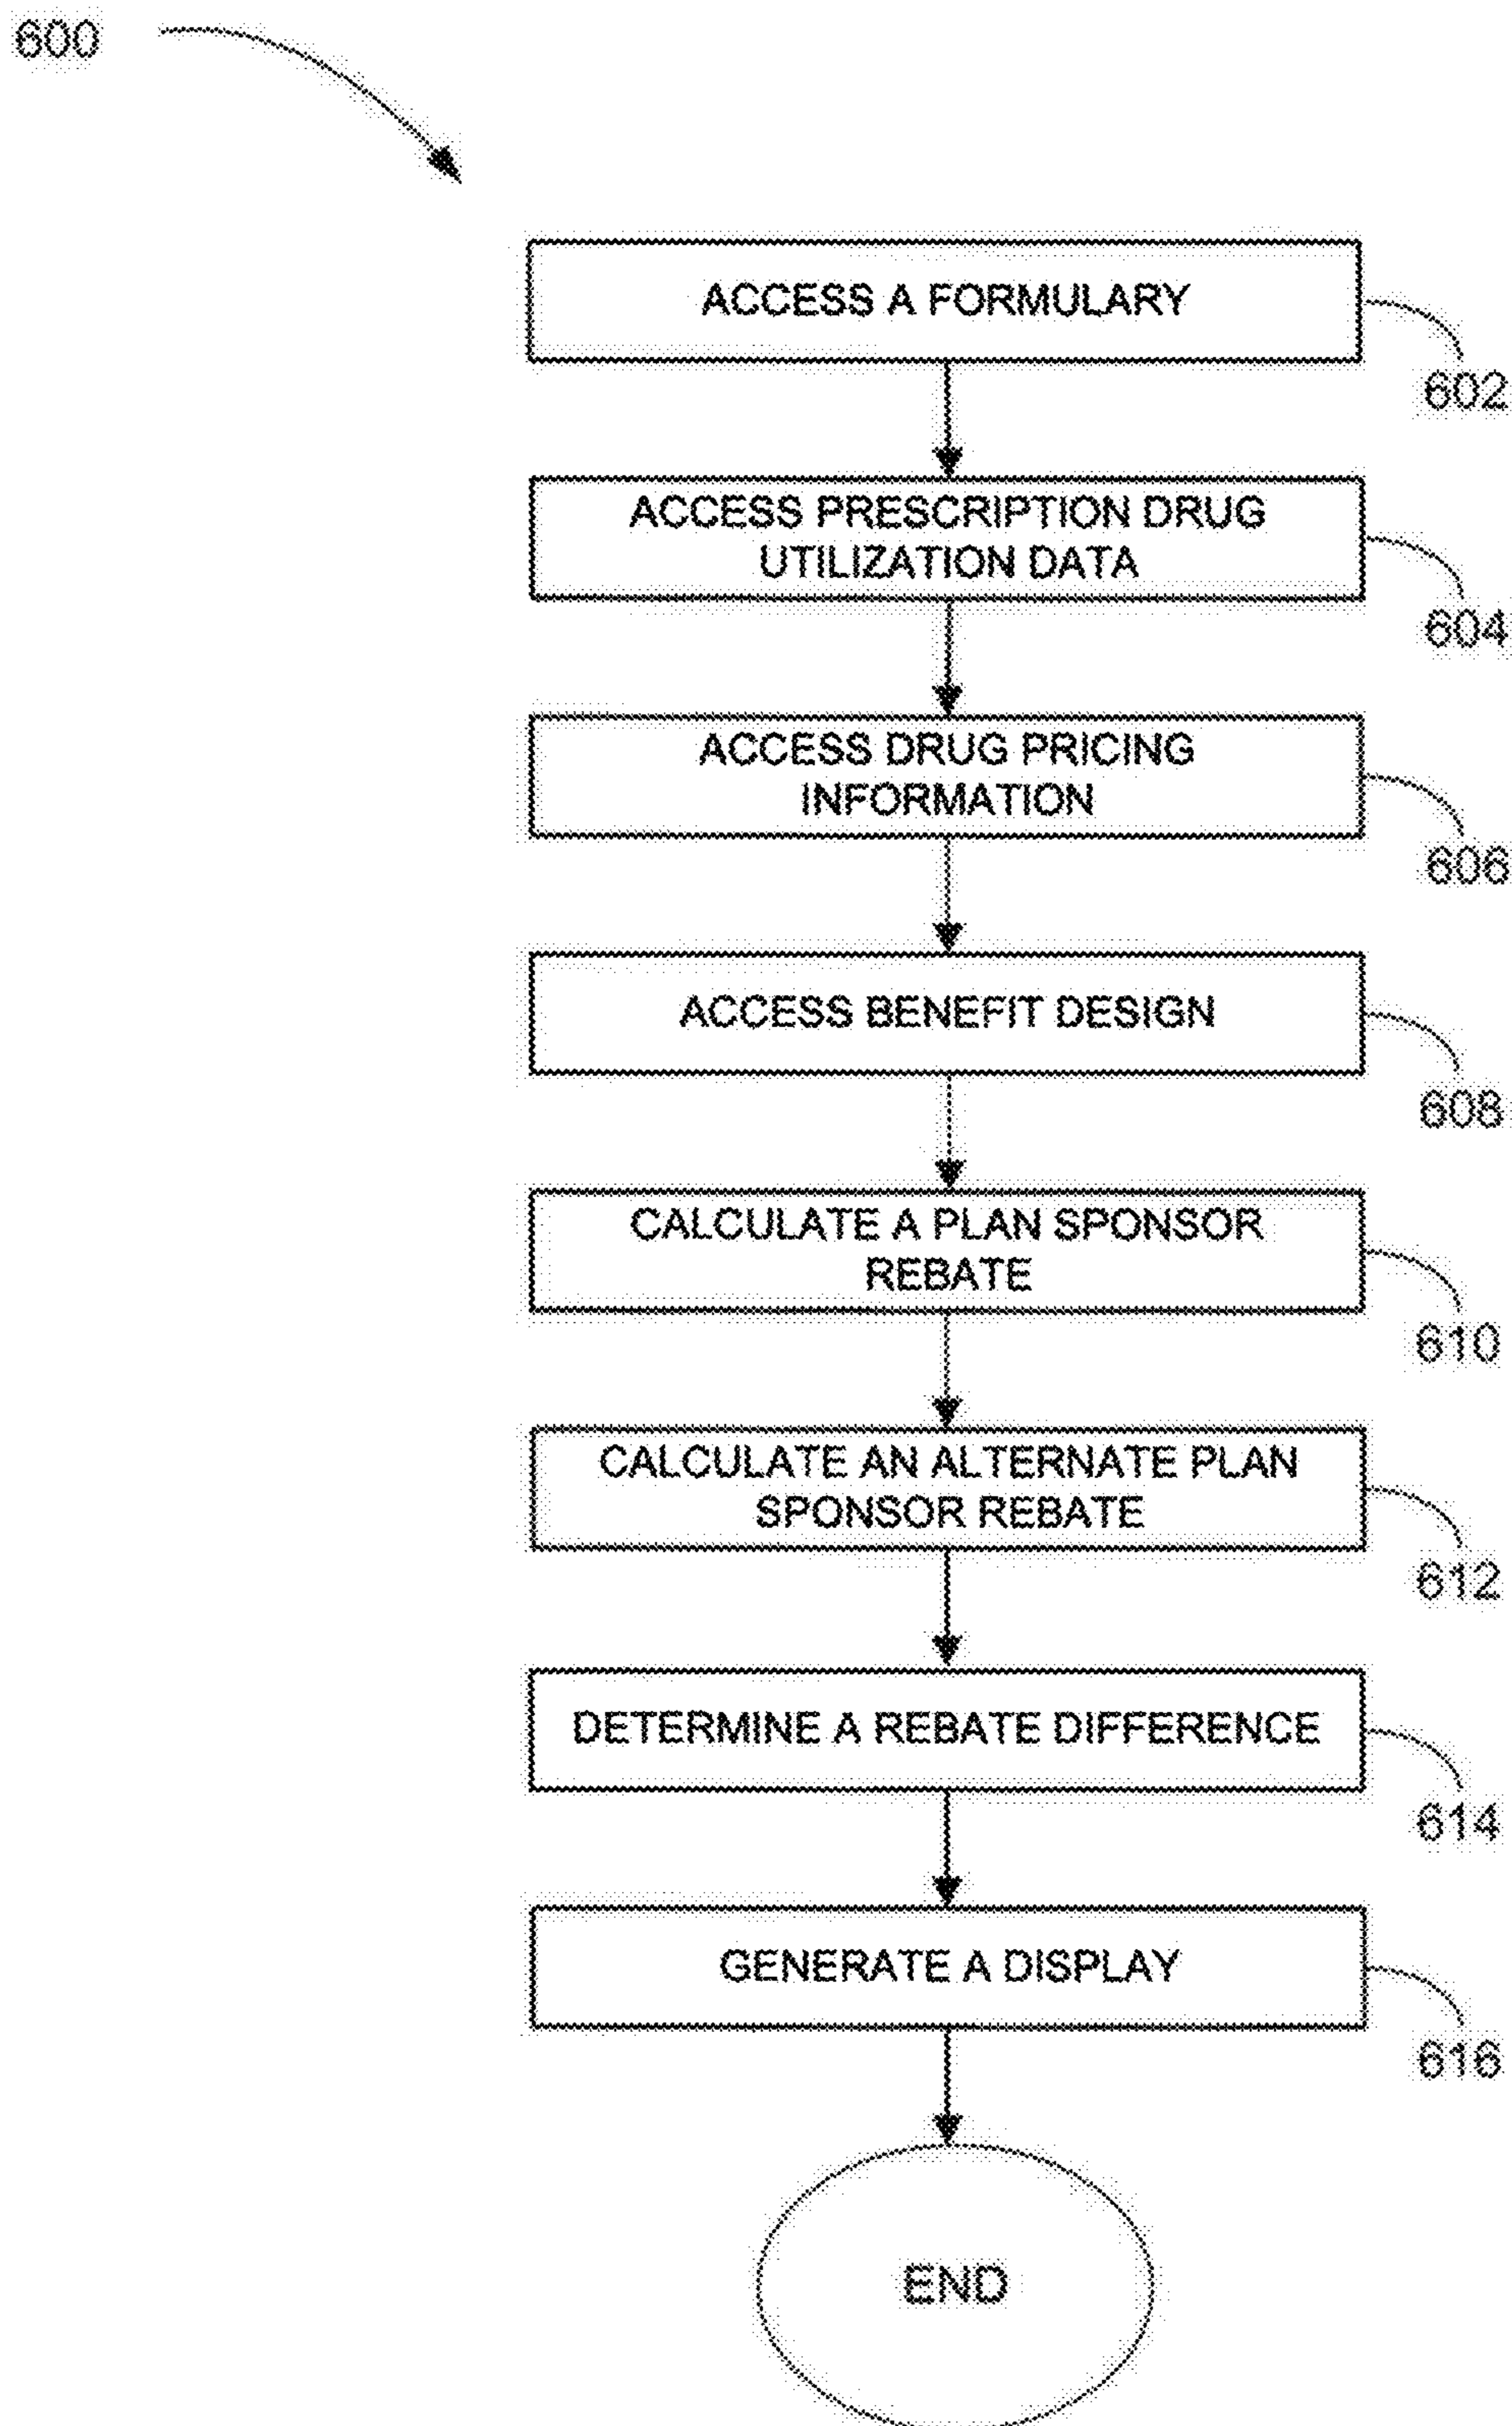 600
ACCESS A FORMULARY
602
ACCESS PRESCRIPTION DRUG
UTILIZATION DATA
604
ACCESS DRUG PRICING
INFORMATION
606
ACCESS BENEFIT DESIGN
608
CALCULATE A PLAN SPONSOR
REBATE
610
CALCULATE AN ALTERNATE PLAN
SPONSOR REBATE
612
DETERMINE A REBATE DIFFERENCE
614
GENERATE A DISPLAY
616
END